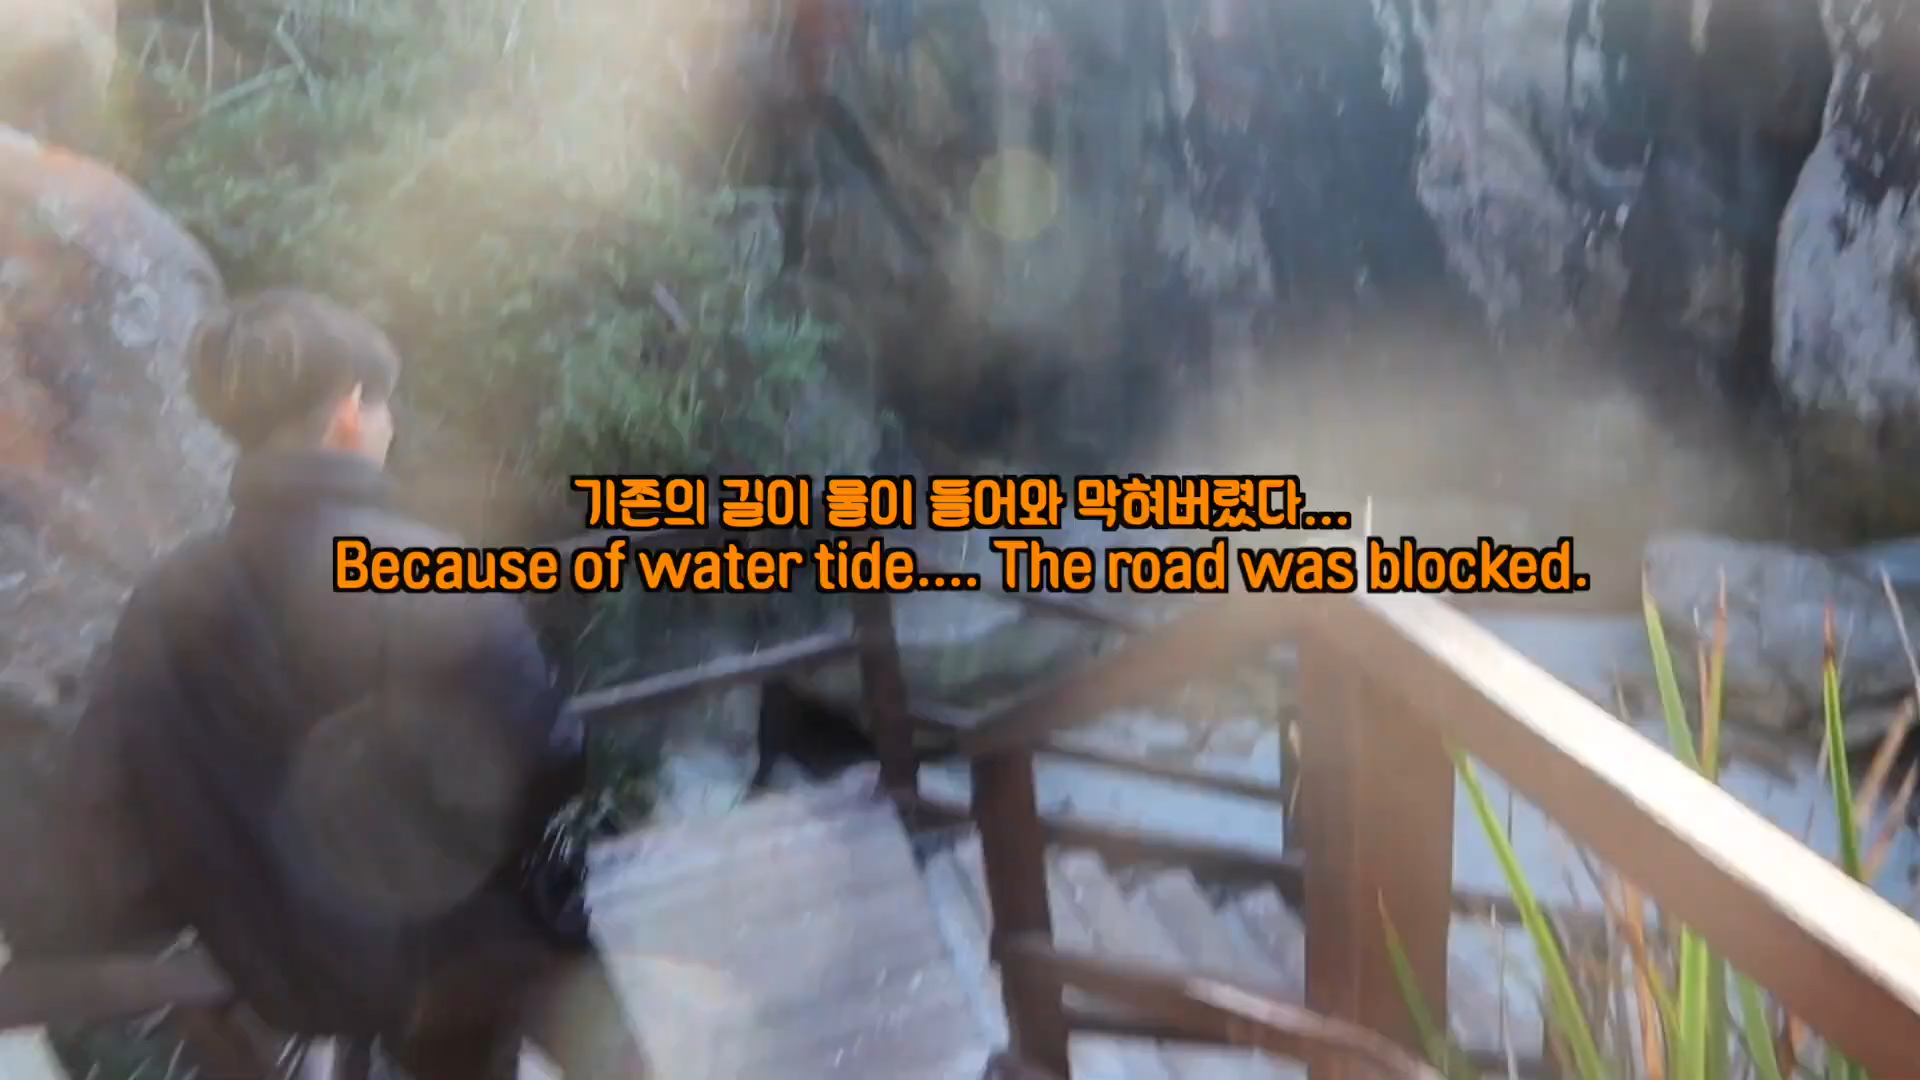 기존의 길이 물이 들어와 막혀버렸다...
Because of water tide.... The road was blocked.